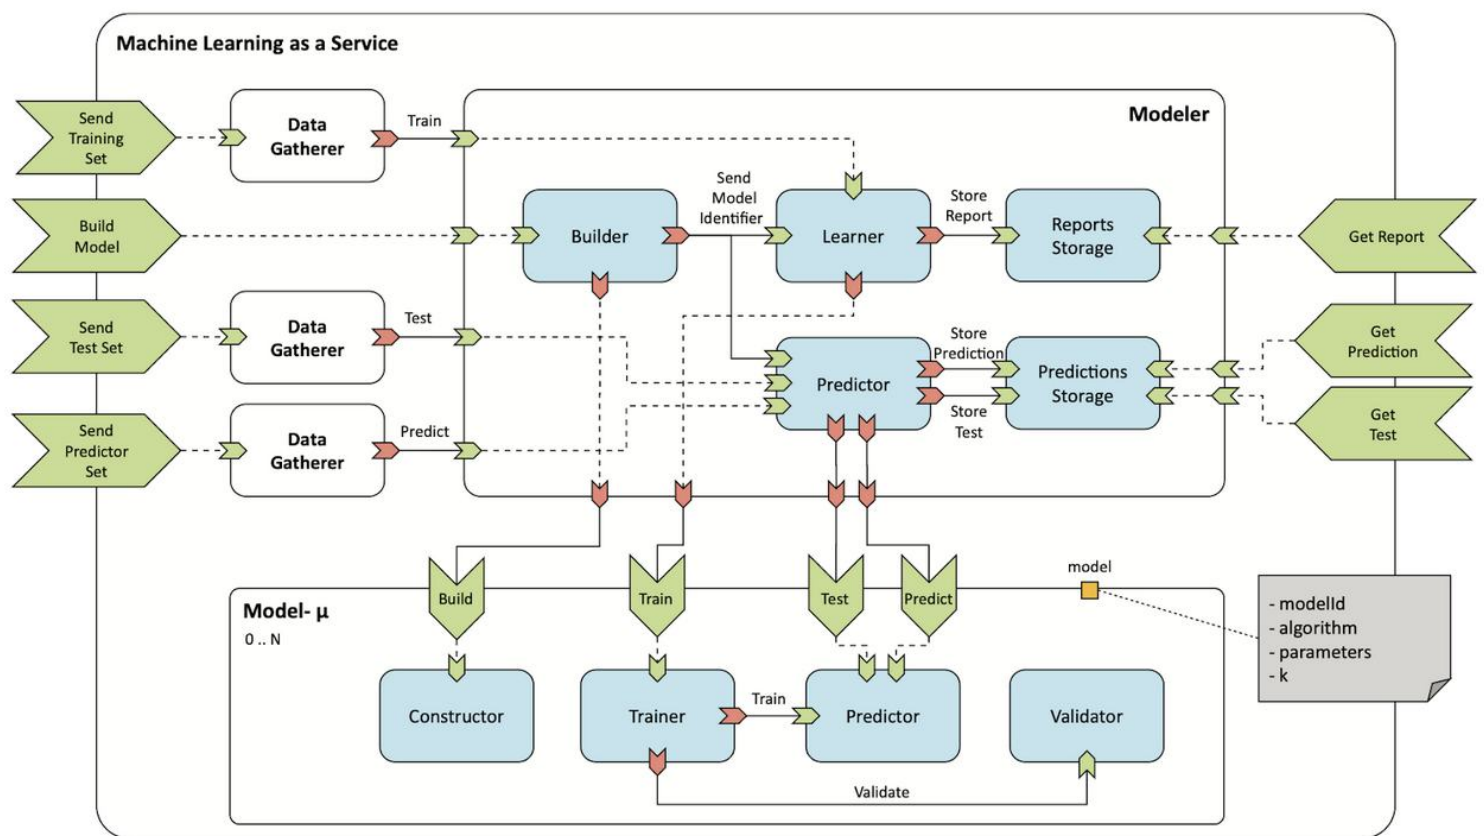 Machine Learning as a Service
Send
Training
Set
Data
Gatherer
Train
Modeler
Build
Model
Builder
Send
Model
Identifier
Learner
Store
Report
Reports
Storage
Get Report
Send
Test Set
Data
Gatherer
Test
Predictor
Store
Prediction
Store
Test
Predictions
Storage
Get
Prediction
Get
Test
Send
Predictor
Set
Data
Gatherer
Predict
Model- μ
0 .. N
Build
Train
Test
Predict
model
- modelId
- algorithm
- parameters
- k
Constructor
Trainer
Train
Predictor
Validator
Validate